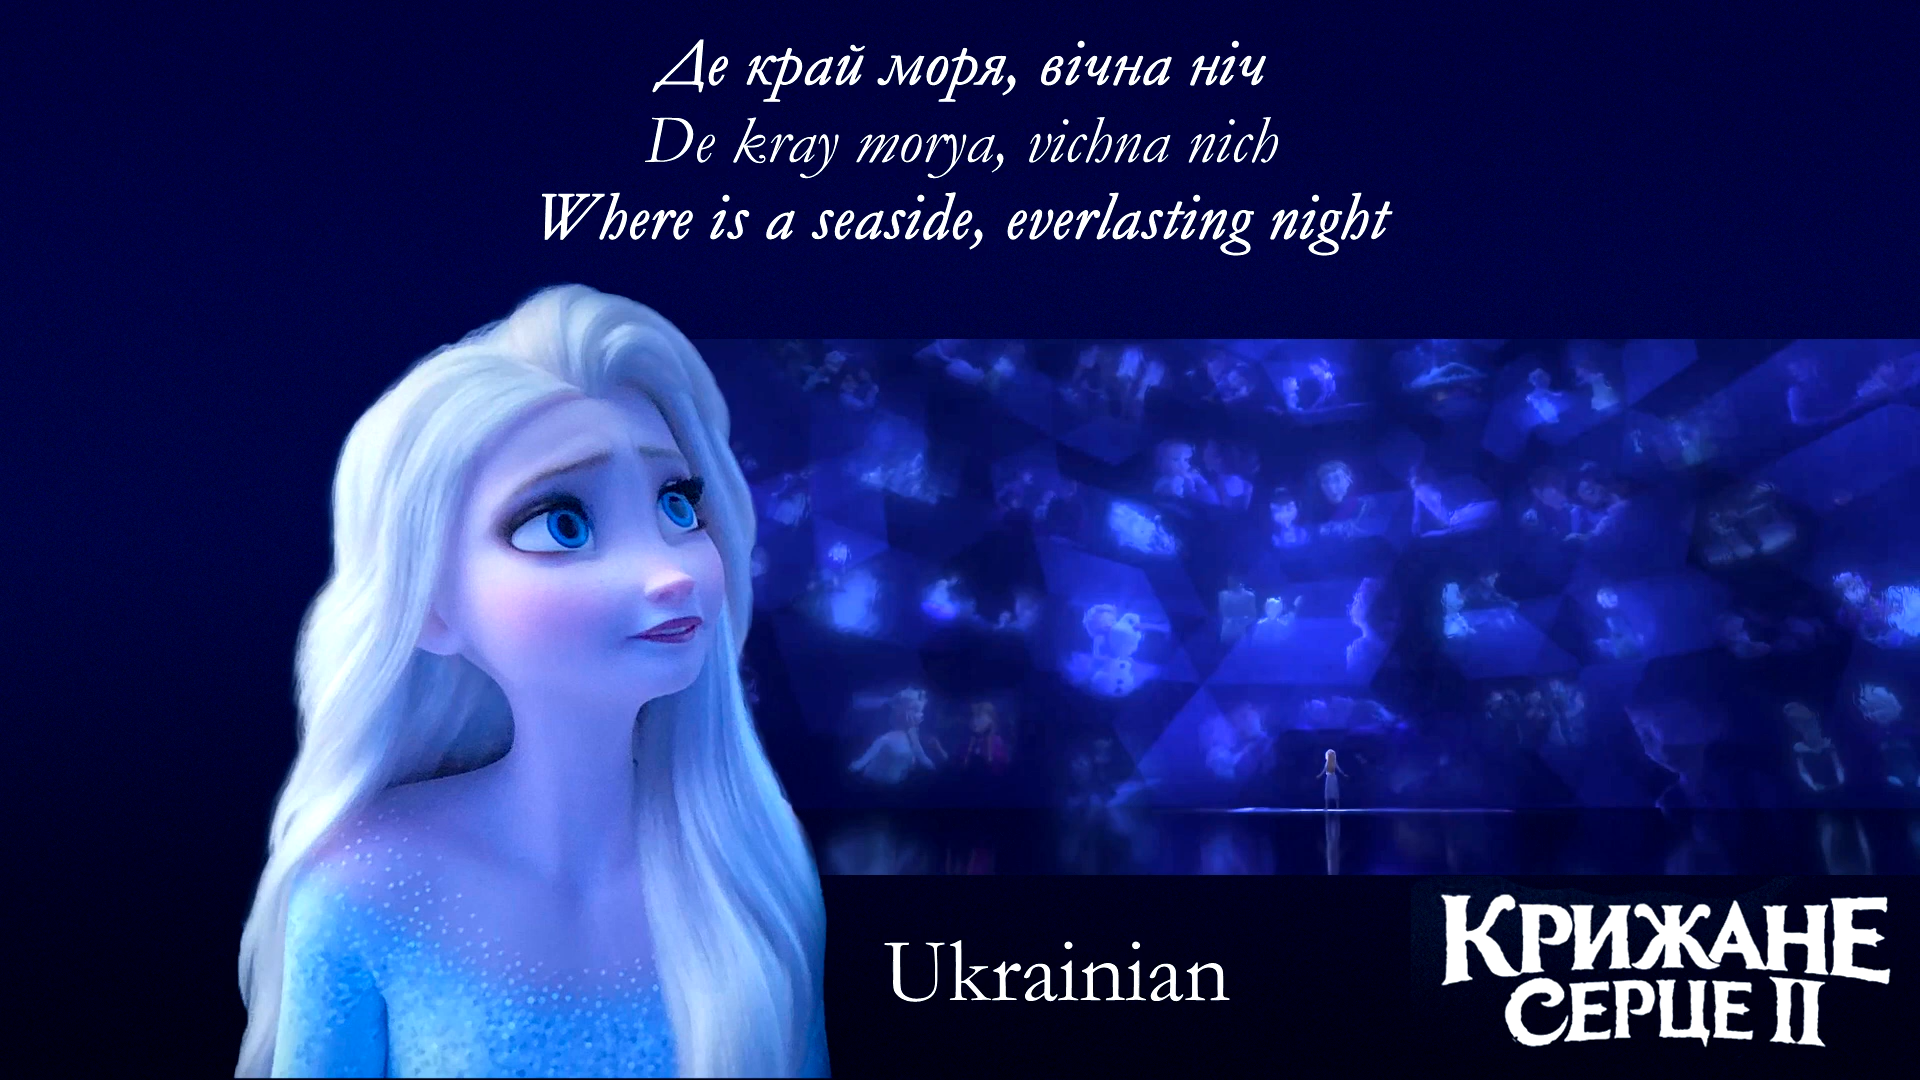 Де край моря, вічна ніч
De kray morya, vichna nich
Where is a seaside, everlasting night
Ukrainian
КРИЖАНЕ
СЕРЦЕ II